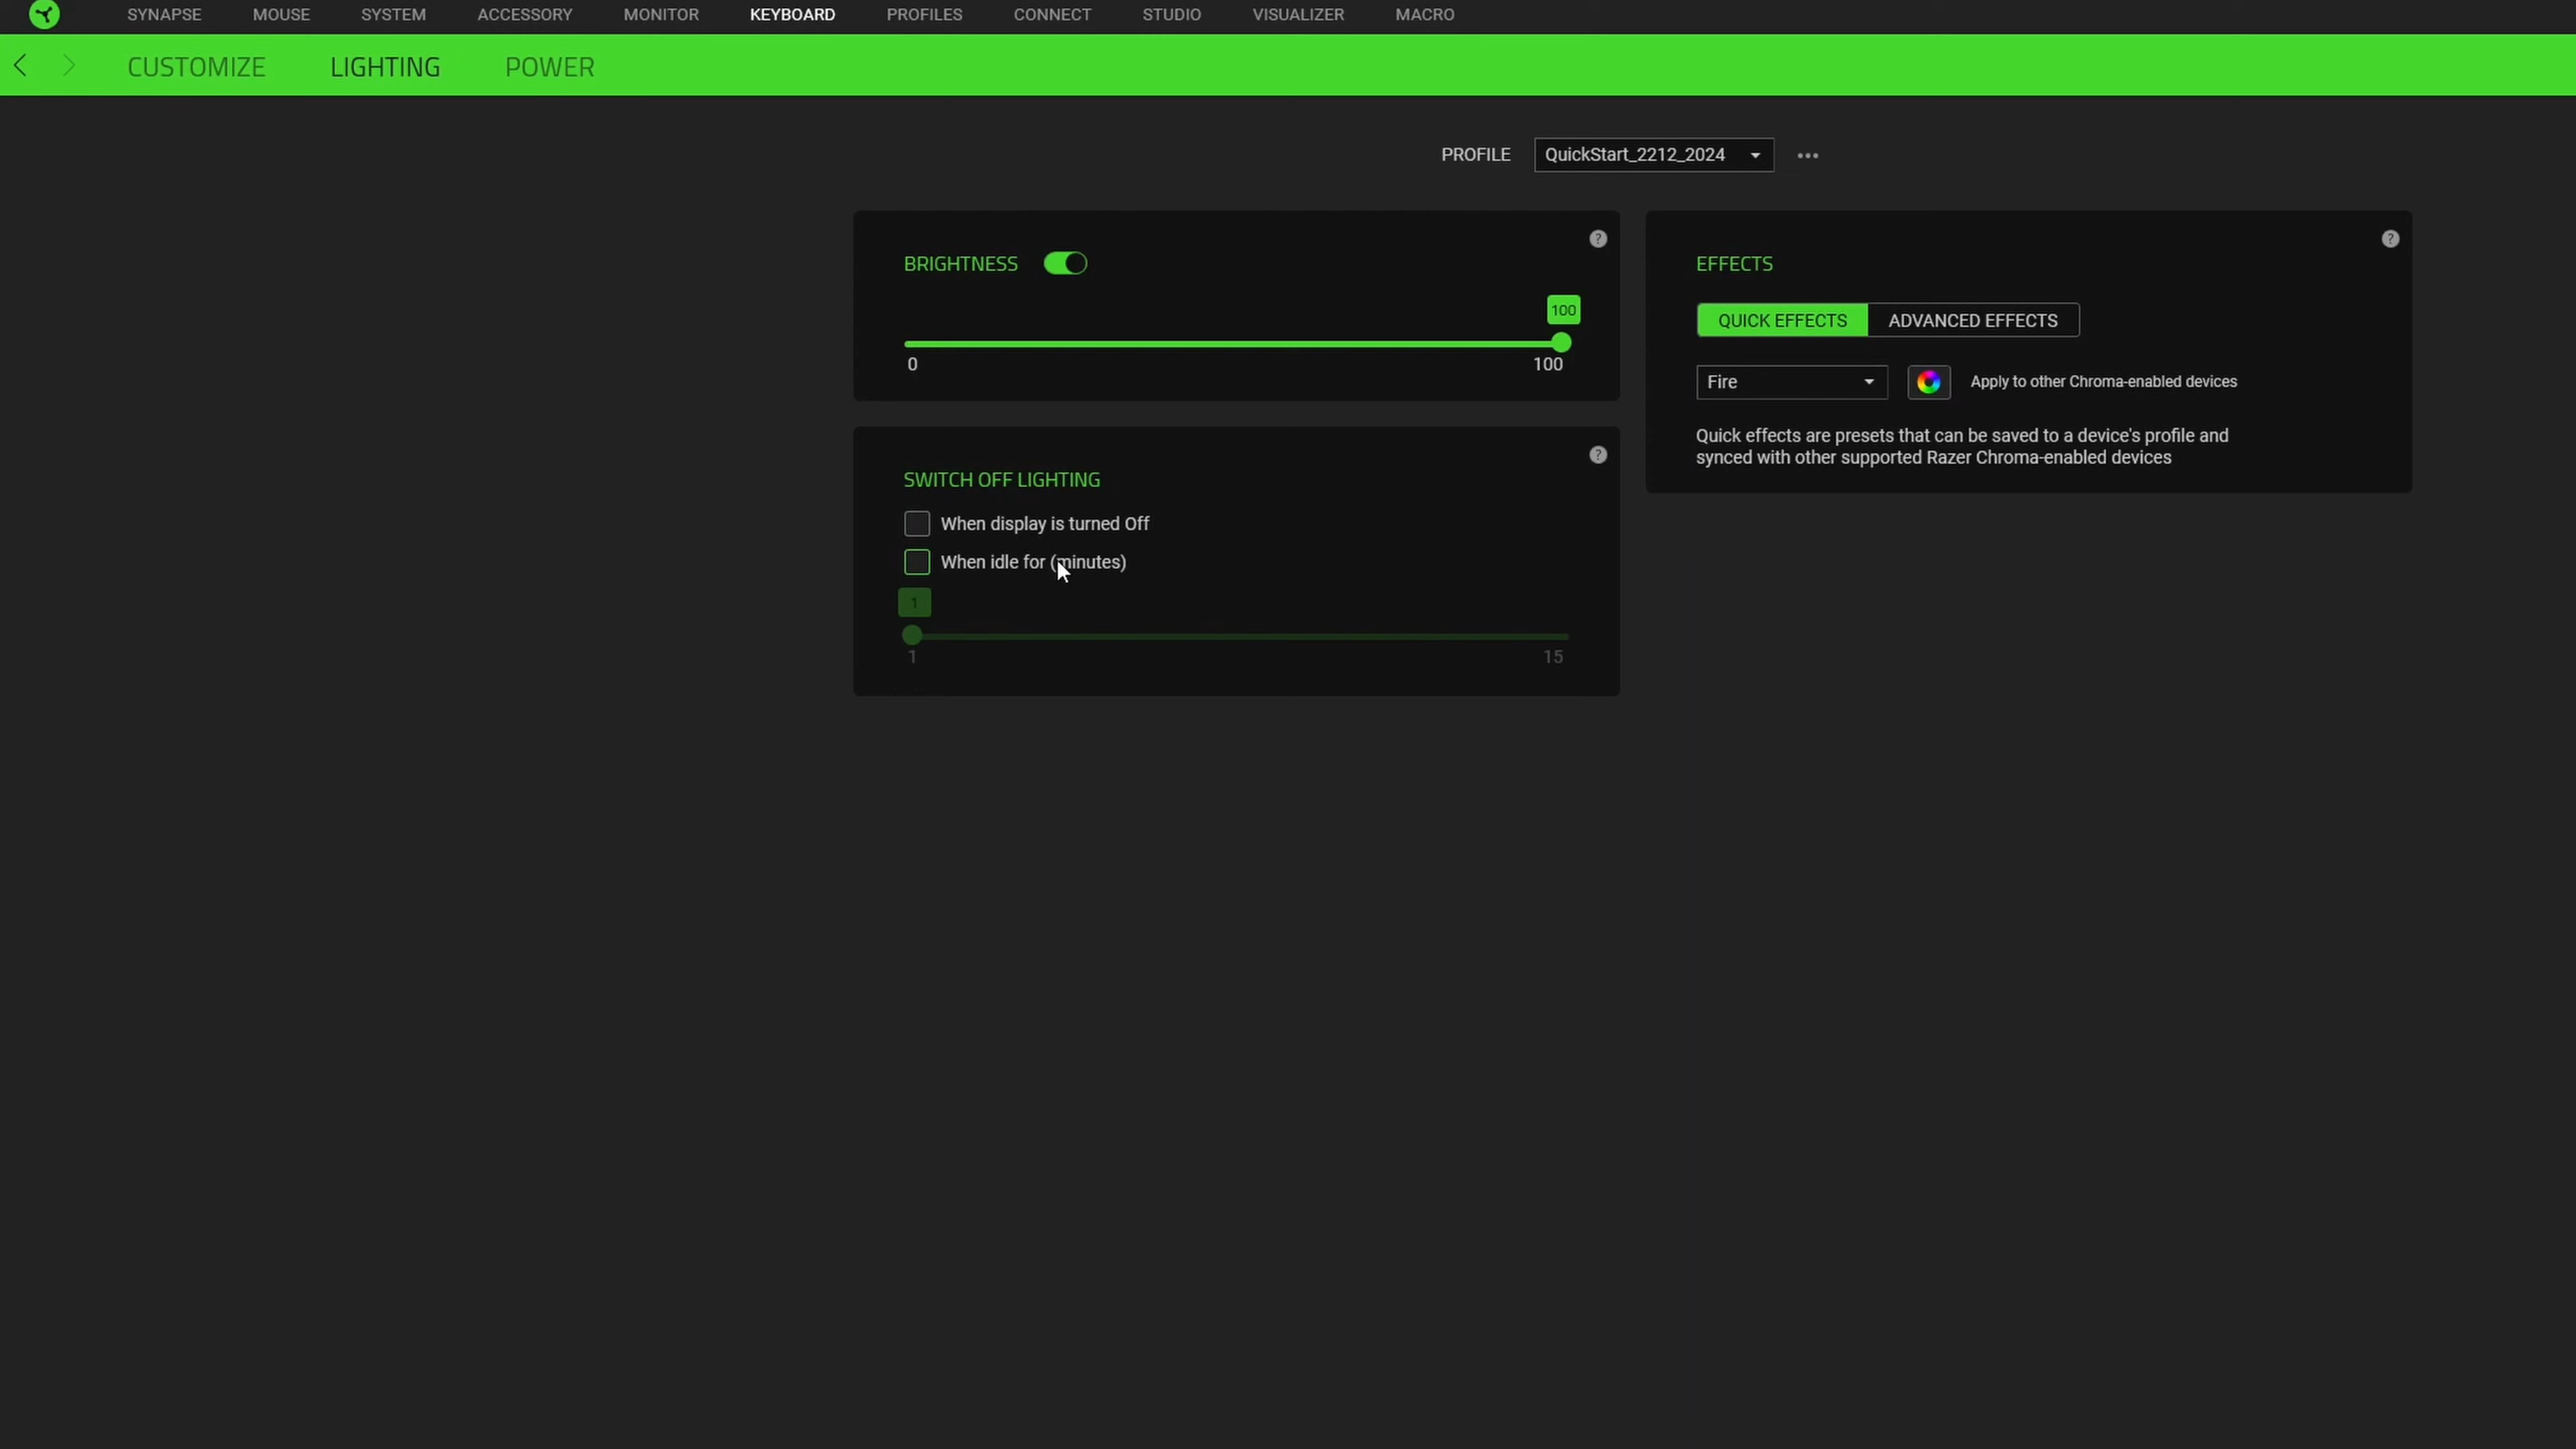 SYNAPSE MOUSE SYSTEM ACCESSORY MONITOR KEYBOARD PROFILES CONNECT STUDIO VISUALIZER MACRO
CUSTOMIZE LIGHTING POWER
PROFILE QuickStart_2212_2024
BRIGHTNESS
100
0 100
SWITCH OFF LIGHTING
When display is turned Off
When idle for (minutes)
1
1 15
EFFECTS
QUICK EFFECTS ADVANCED EFFECTS
Fire Apply to other Chroma-enabled devices
Quick effects are presets that can be saved to a device's profile and
synced with other supported Razer Chroma-enabled devices